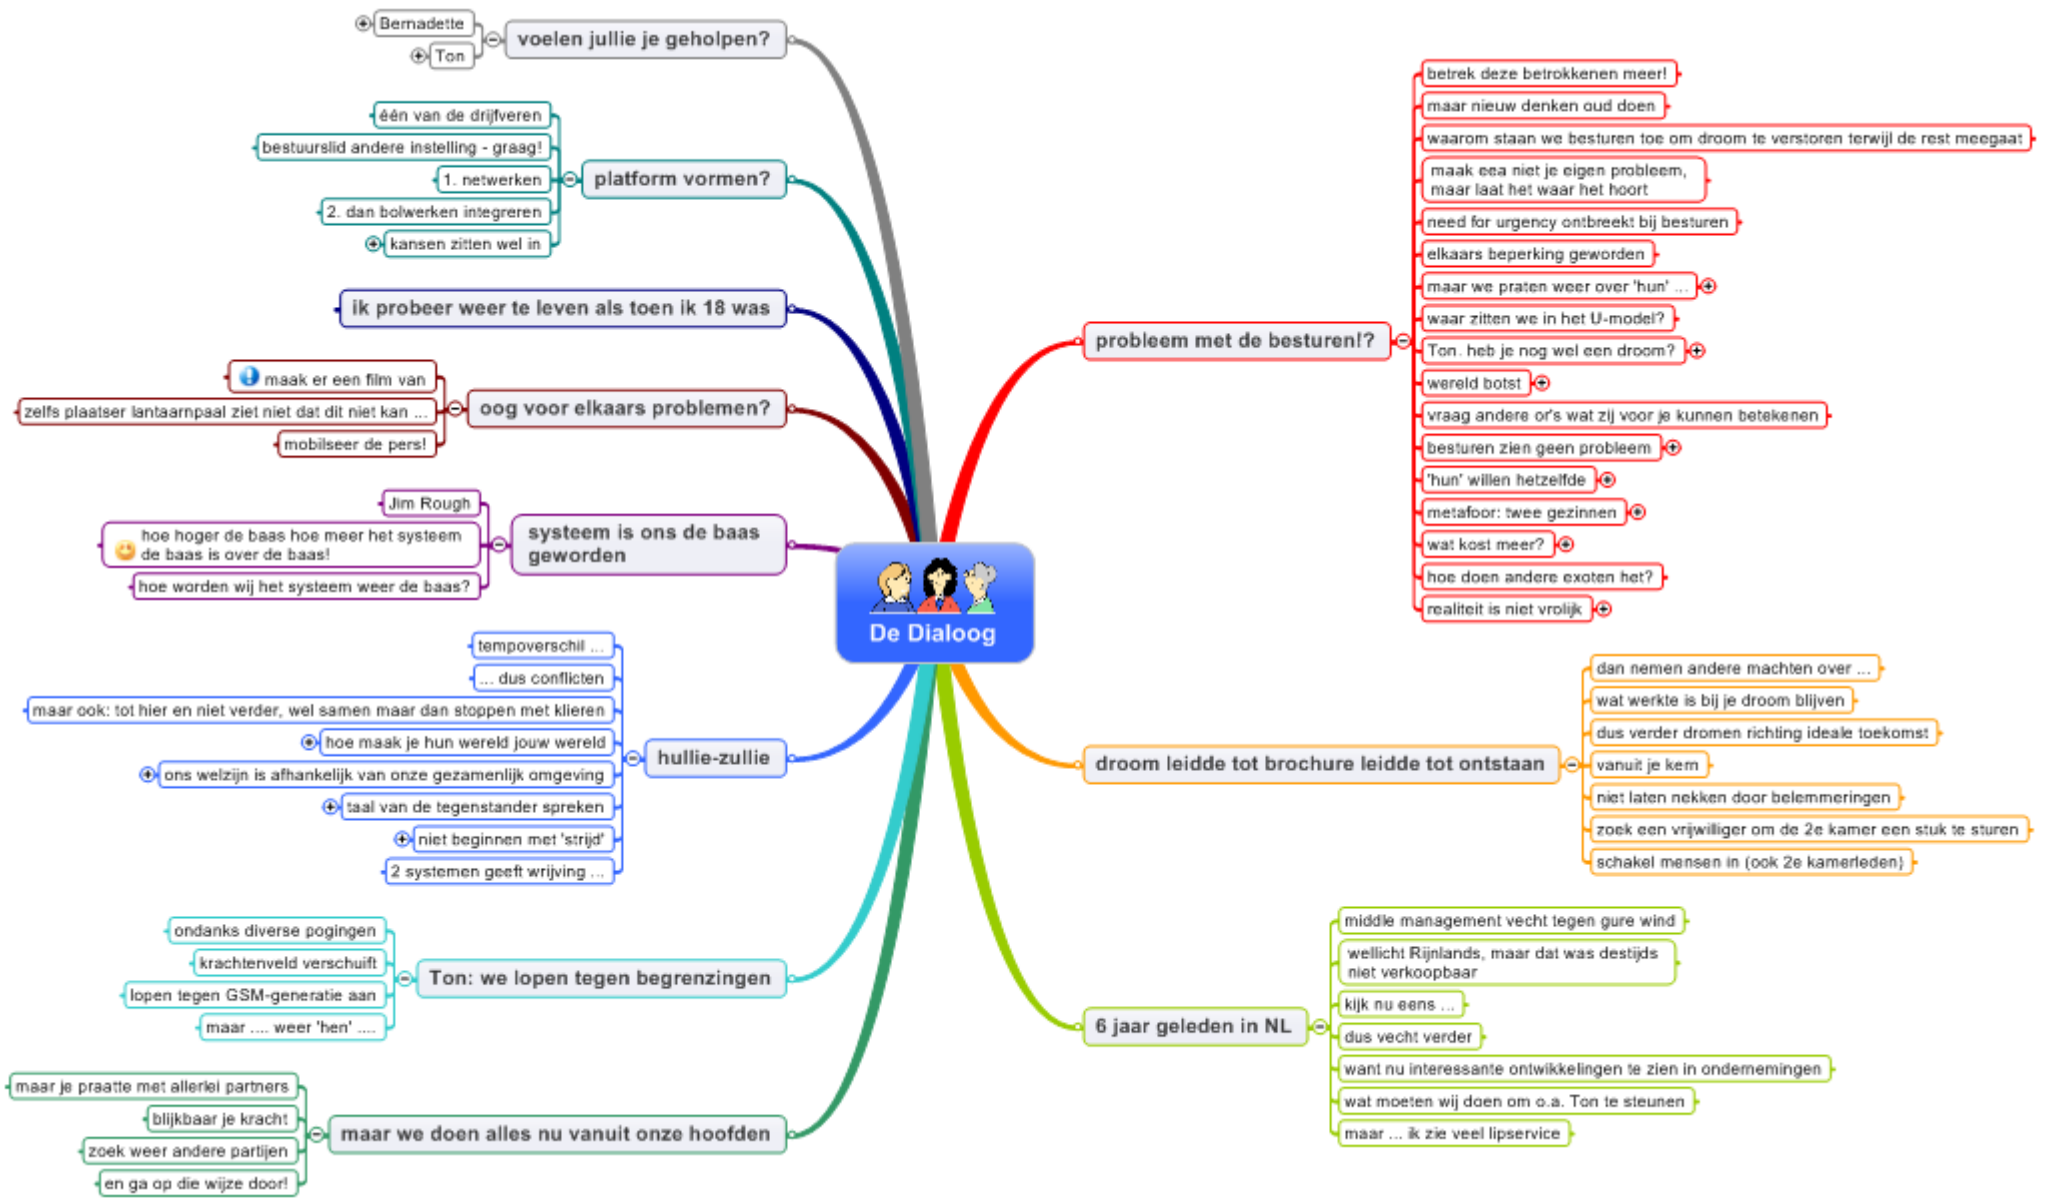 De Dialoog
probleem met de besturen!?
betrek deze betrokkenen meer!
maar nieuw denken oud doen
waarom staan we besturen toe om droom te verstoren terwijl de rest meegaat
maak eea niet je eigen probleem,
maar laat het waar het hoort
need for urgency ontbreekt bij besturen
elkaars beperking geworden
maar we praten weer over 'hun' ...
waar zitten we in het U-model?
Ton. heb je nog wel een droom?
wereld botst
vraag andere or's wat zij voor je kunnen betekenen
besturen zien geen probleem
'hun' willen hetzelfde
metafoor: twee gezinnen
wat kost meer?
hoe doen andere exoten het?
realiteit is niet vrolijk
droom leidde tot brochure leidde tot ontstaan
dan nemen andere machten over ...
wat werkte is bij je droom blijven
dus verder dromen richting ideale toekomst
vanuit je kern
niet laten nekken door belemmeringen
zoek een vrijwilliger om de 2e kamer een stuk te sturen
schakel mensen in (ook 2e kamerleden)
6 jaar geleden in NL
middle management vecht tegen gure wind
wellicht Rijnlands, maar dat was destijds
niet verkoopbaar
kijk nu eens ...
dus vecht verder
want nu interessante ontwikkelingen te zien in ondernemingen
wat moeten wij doen om o.a. Ton te steunen
maar ... ik zie veel lipservice
voelen jullie je geholpen?
Bernadette
Ton
platform vormen?
één van de drijfveren
bestuurslid andere instelling - graag!
1. netwerken
2. dan bolwerken integreren
kansen zitten wel in
ik probeer weer te leven als toen ik 18 was
oog voor elkaars problemen?
maak er een film van
zelfs plaatser lantaarnpaal ziet niet dat dit niet kan ...
mobilseer de pers!
systeem is ons de baas
geworden
Jim Rough
hoe hoger de baas hoe meer het systeem
de baas is over de baas!
hoe worden wij het systeem weer de baas?
hullie-zullie
tempoverschil ...
... dus conflicten
maar ook: tot hier en niet verder, wel samen maar dan stoppen met klieren
hoe maak je hun wereld jouw wereld
ons welzijn is afhankelijk van onze gezamenlijk omgeving
taal van de tegenstander spreken
niet beginnen met 'strijd'
2 systemen geeft wrijving ...
Ton: we lopen tegen begrenzingen
ondanks diverse pogingen
krachtenveld verschuift
lopen tegen GSM-generatie aan
maar .... weer 'hen' ....
maar we doen alles nu vanuit onze hoofden
maar je praatte met allerlei partners
blijkbaar je kracht
zoek weer andere partijen
en ga op die wijze door!